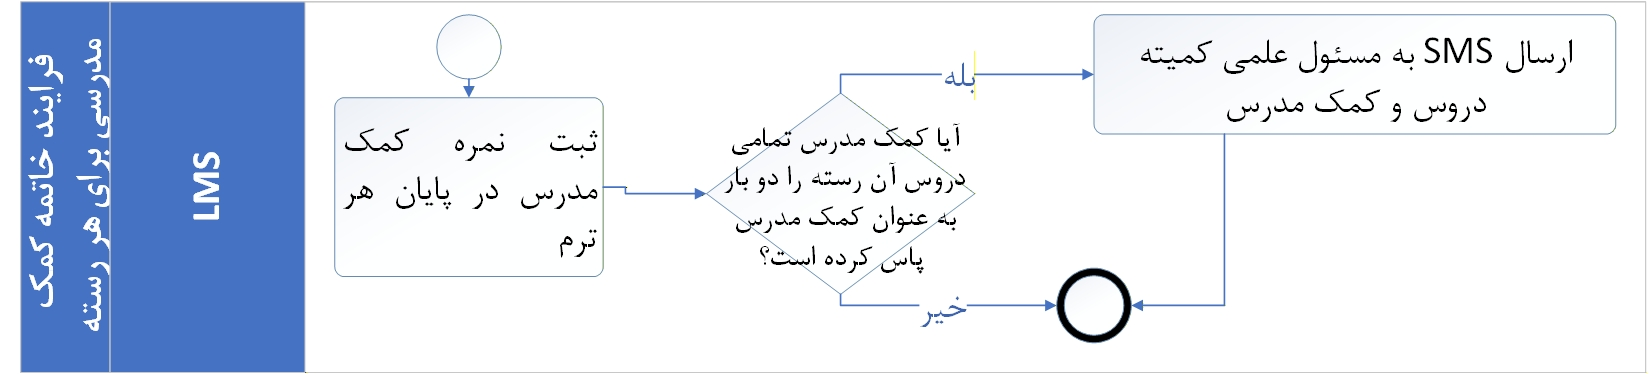 فرایند خاتمه کمک
مدرسی برای هر رسته
LMS
ثبت نمره کمک
مدرس در پایان هر
ترم
آیا کمک مدرس تمامی
دروس آن رسته را دو بار
به عنوان کمک مدرس
پاس کرده است؟
بله
ارسال SMS به مسئول علمی کمیته
دروس و کمک مدرس
خیر